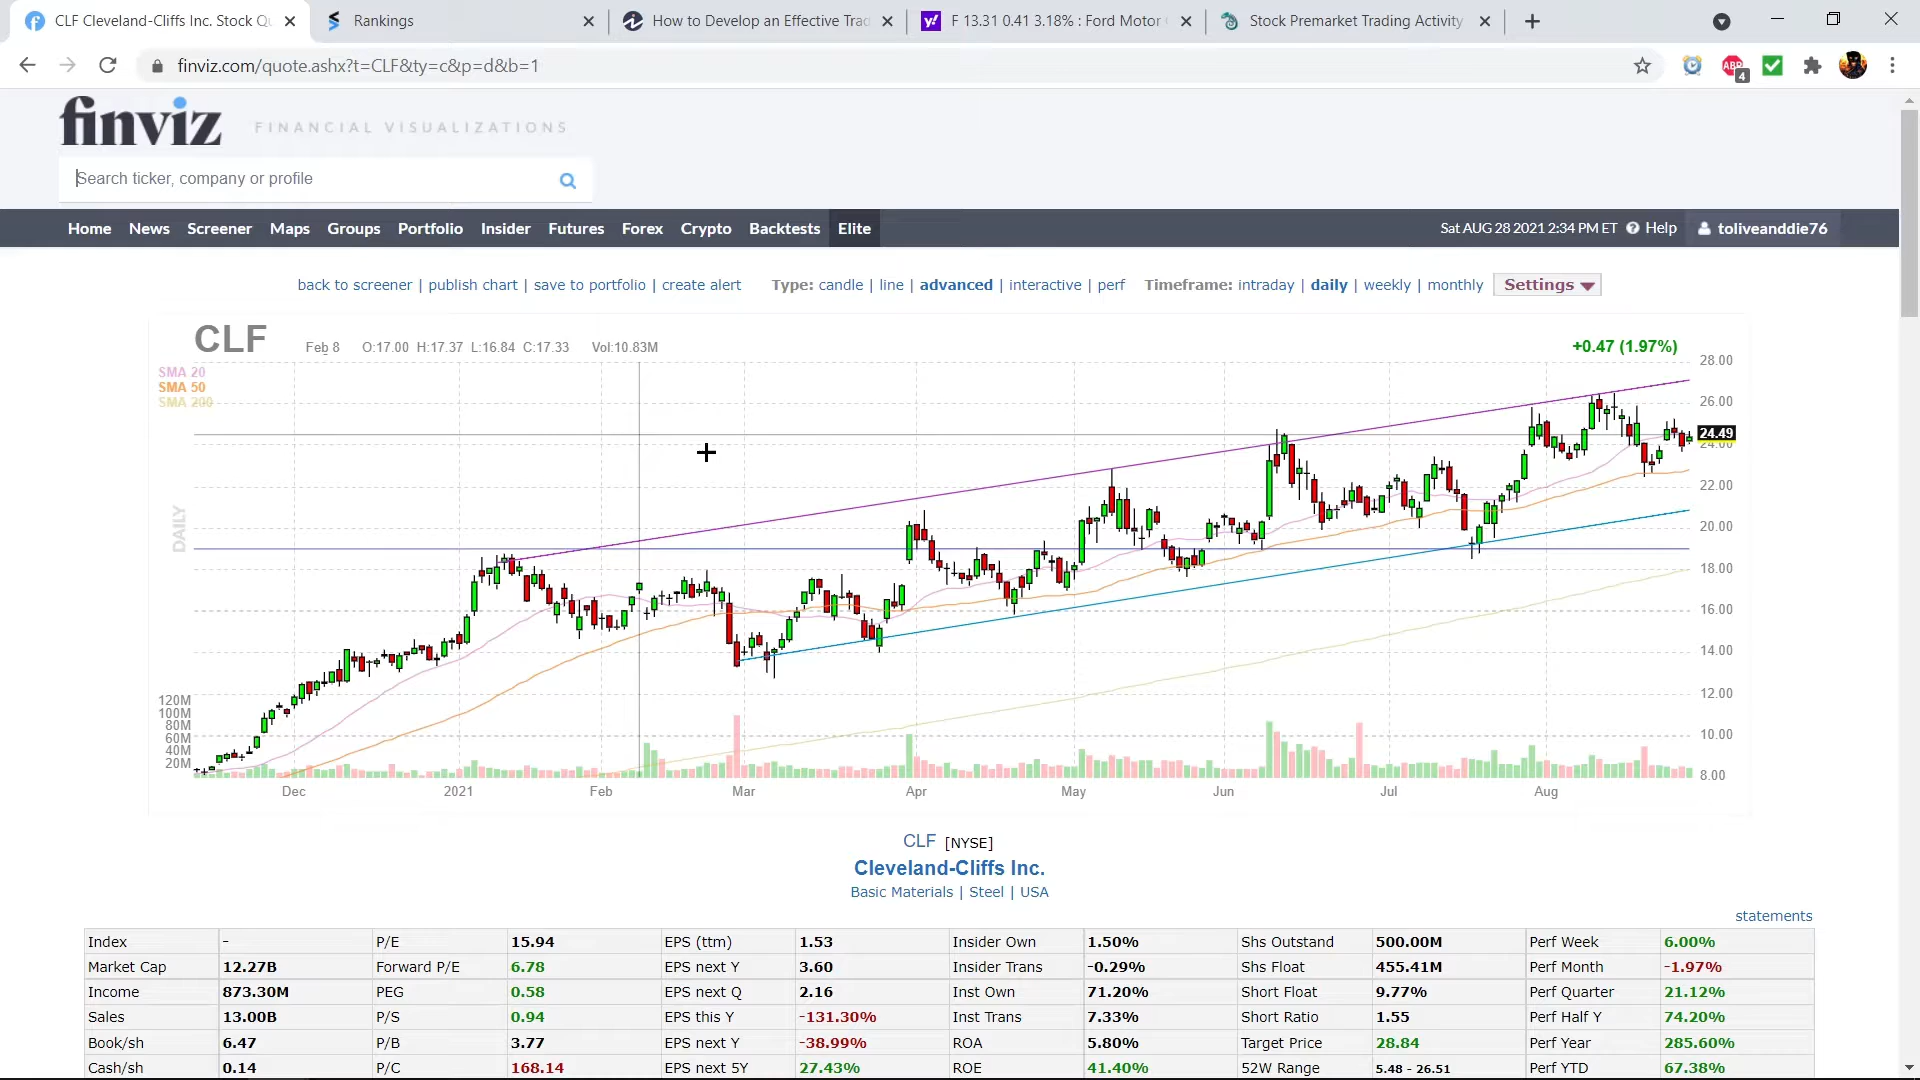 CLF Cleveland-Cliffs Inc. Stock Qu
Rankings
How to Develop an Effective Trad
F 13.31 0.41 3.18% : Ford Motor C
Stock Premarket Trading Activity
finviz.com/quote.ashx?t=CLF&ty=c&p=d&b=1
ABP
4
finviz FINANCIAL VISUALIZATIONS
Search ticker, company or profile
Home News Screener Maps Groups Portfolio Insider Futures Forex Crypto Backtests Elite Sat AUG 28 2021 2:34 PM ET Help toliveanddie76
back to screener | publish chart | save to portfolio | create alert Type: candle | line | advanced | interactive | perf Timeframe: intraday | daily | weekly | monthly Settings
CLF Feb 8 O:17.00 H:17.37 L:16.84 C:17.33 Vol:10.83M +0.47 (1.97%)
SMA 20
SMA 50
SMA 200
DAILY
28.00
26.00
24.49
24.00
22.00
20.00
18.00
16.00
14.00
12.00
10.00
8.00
120M
100M
80M
60M
40M
20M
Dec 2021 Feb Mar Apr May Jun Jul Aug
CLF [NYSE]
Cleveland-Cliffs Inc.
Basic Materials | Steel | USA
statements
Index - P/E 15.94 EPS (ttm) 1.53 Insider Own 1.50% Shs Outstand 500.00M Perf Week 6.00%
Market Cap 12.27B Forward P/E 6.78 EPS next Y 3.60 Insider Trans -0.29% Shs Float 455.41M Perf Month -1.97%
Income 873.30M PEG 0.58 EPS next Q 2.16 Inst Own 71.20% Short Float 9.77% Perf Quarter 21.12%
Sales 13.00B P/S 0.94 EPS this Y -131.30% Inst Trans 7.33% Short Ratio 1.55 Perf Half Y 74.20%
Book/sh 6.47 P/B 3.77 EPS next Y -38.99% ROA 5.80% Target Price 28.84 Perf Year 285.60%
Cash/sh 0.14 P/C 168.14 EPS next 5Y 27.43% ROE 41.40% 52W Range 5.48 - 26.51 Perf YTD 67.38%